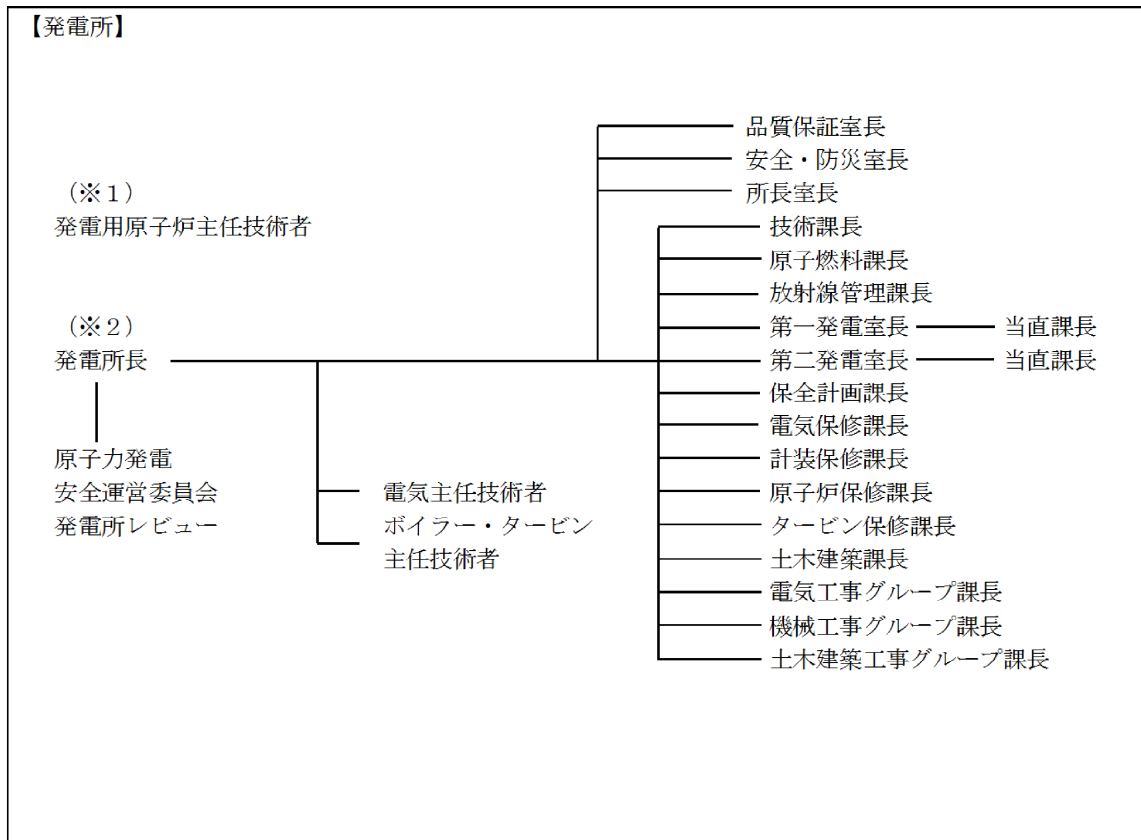 【発電所】
(※1)
発電用原子炉主任技術者
(※2)
発電所長
原子力発電
安全運営委員会
発電所レビュー
電気主任技術者
ボイラー・タービン
主任技術者
品質保証室長
安全・防災室長
所長室長
技術課長
原子燃料課長
放射線管理課長
第一発電室長
当直課長
第二発電室長
当直課長
保全計画課長
電気保修課長
計装保修課長
原子炉保修課長
タービン保修課長
土木建築課長
電気工事グループ課長
機械工事グループ課長
土木建築工事グループ課長